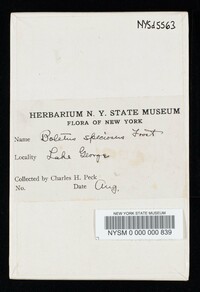 NYSd5563
HERBARIUM N. Y. STATE MUSEUM
FLORA OF NEW YORK
Name Boletus speciosus Frost
Locality Lake George
Collected by Charles H. Peck
No. Date Aug.
NEW YORK STATE MUSEUM
NYSM 0 000 000 839